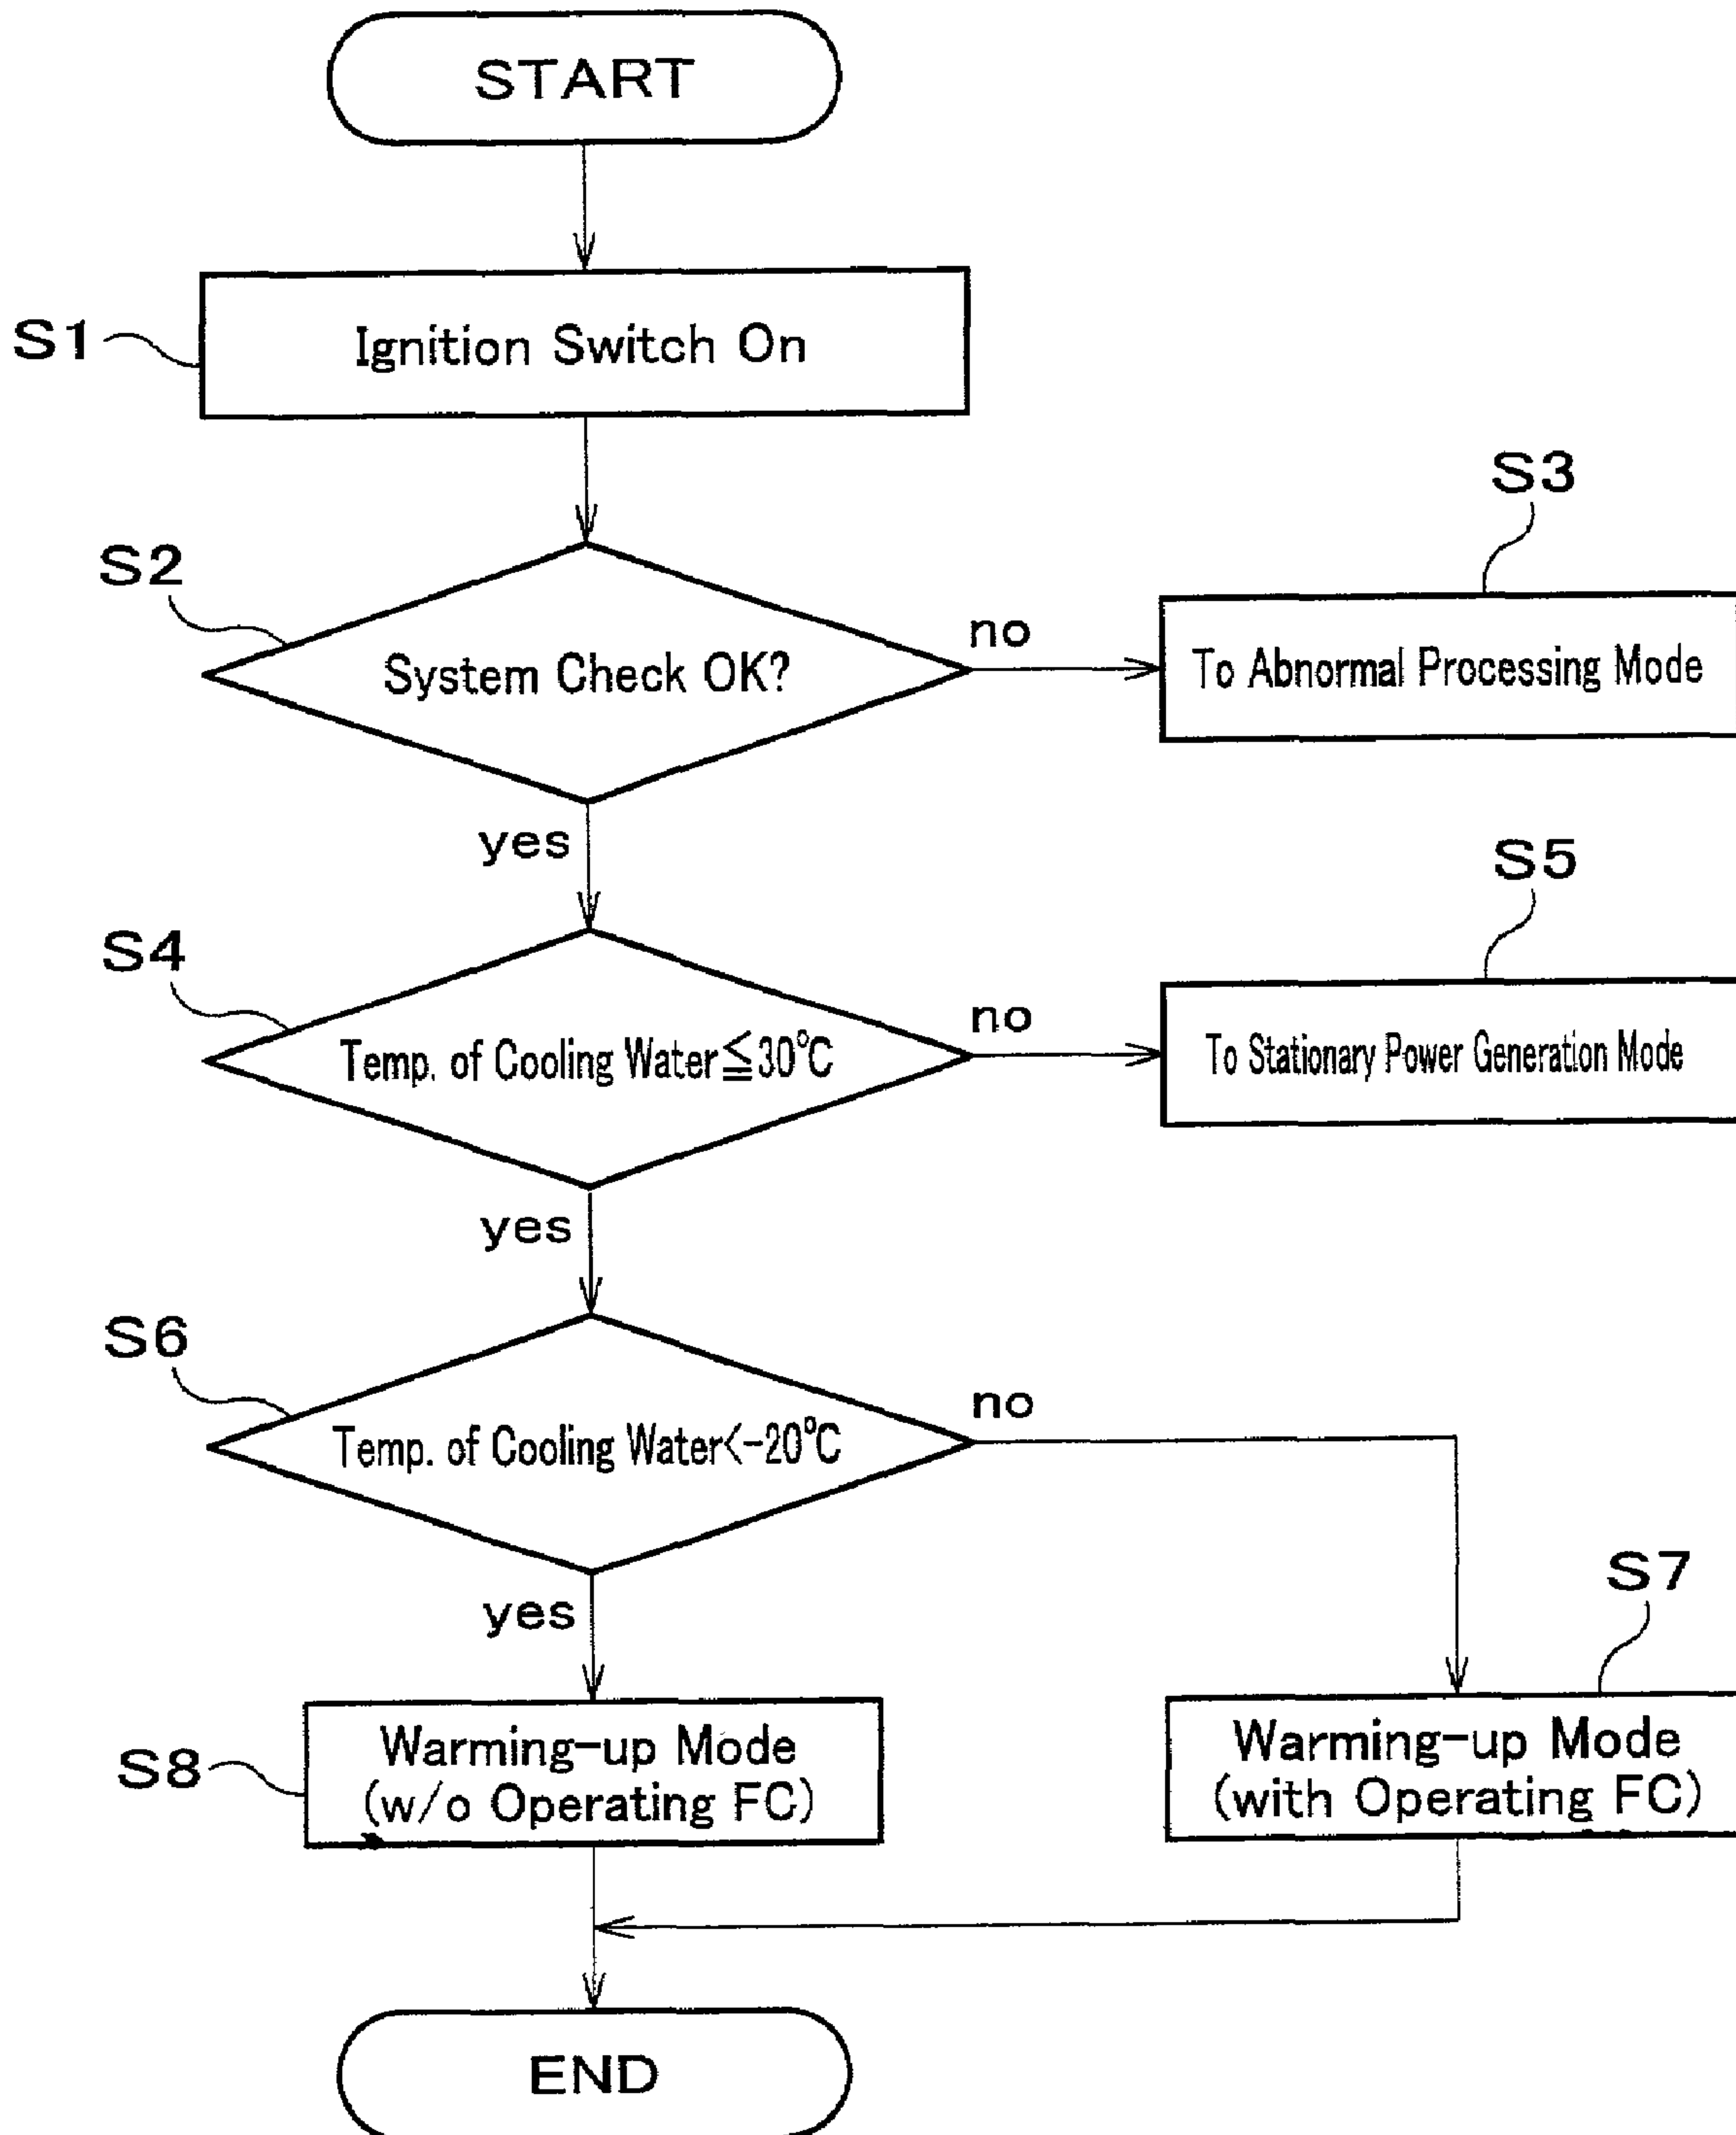 START
S1
Ignition Switch On
S3
S2
no
System Check OK?
To Abnormal Processing Mode
yes
S5
S4
no
Temp. of Cooling Water≦30°C
To Stationary Power Generation Mode
yes
S6
no
Temp. of Cooling Water<-20°C
S7
yes
Warming-up Mode
(w/o Operating FC)
S8
Warming-up Mode
(with Operating FC)
END